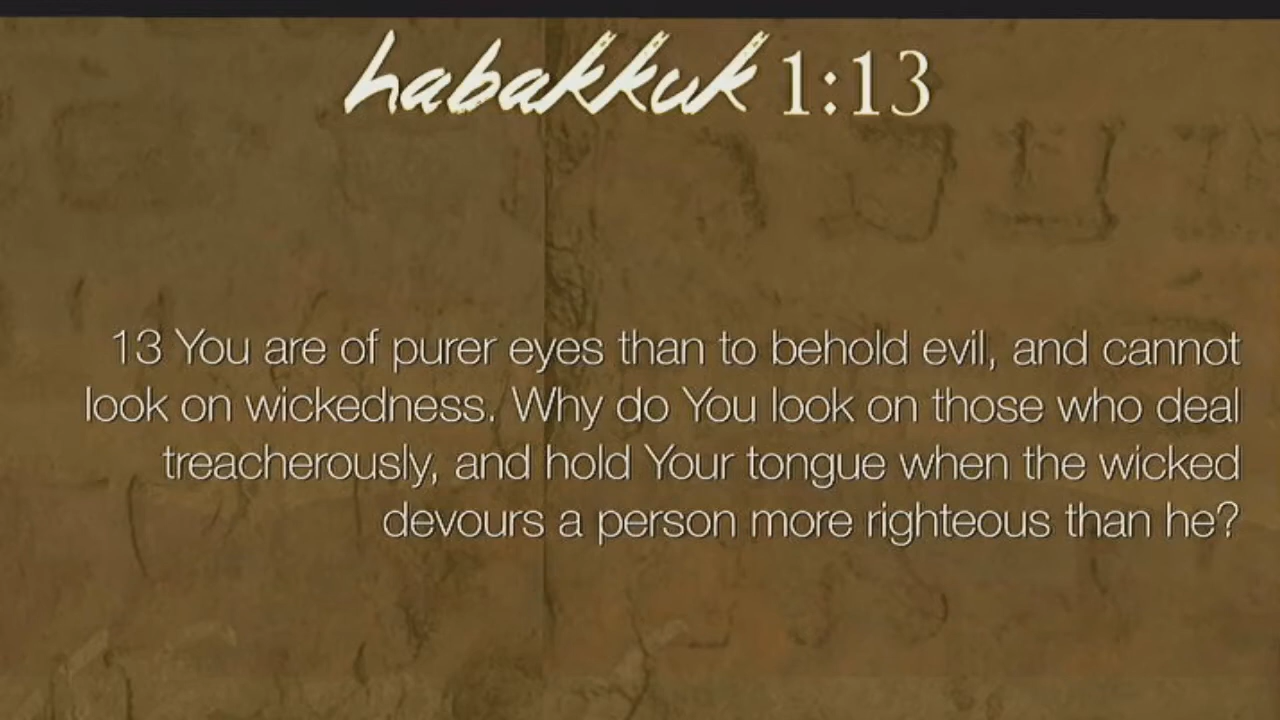 habakkuk 1:13
13 You are of purer eyes than to behold evil, and cannot
look on wickedness. Why do You look on those who deal
treacherously, and hold Your tongue when the wicked
devours a person more righteous than he?